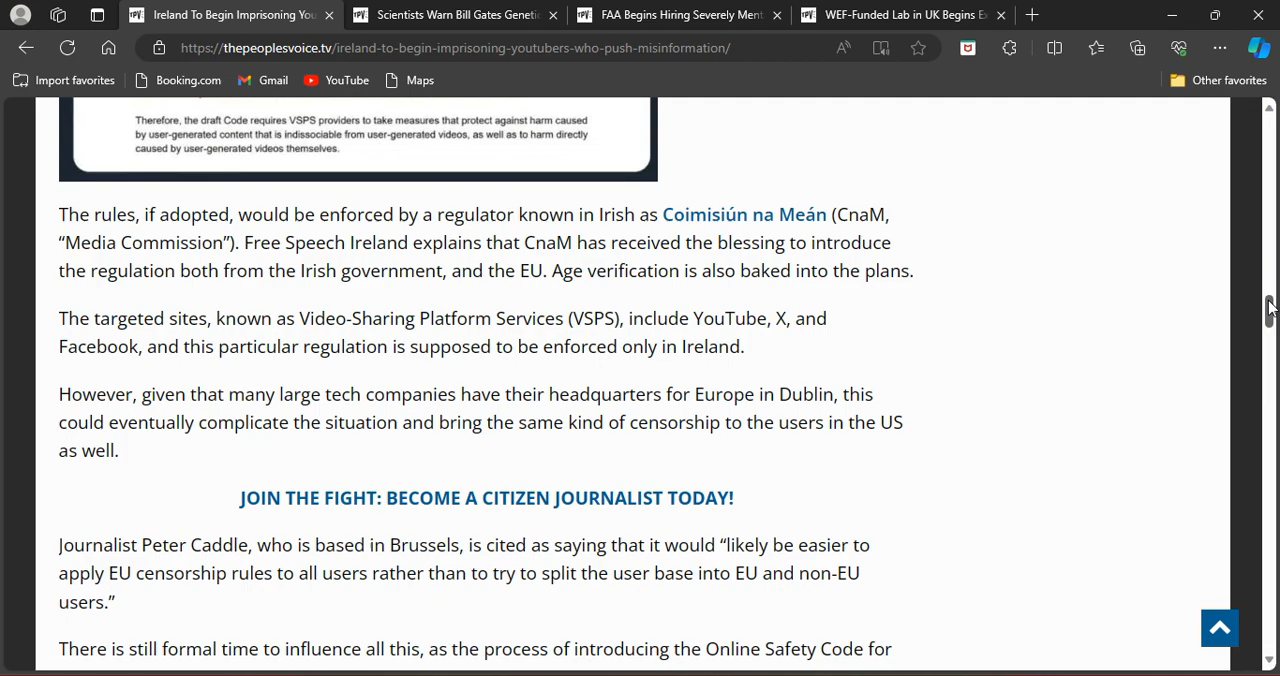 Ireland To Begin Imprisoning You
Scientists Warn Bill Gates Genetic
FAA Begins Hiring Severely Ment
WEF-Funded Lab in UK Begins Ex
https://thepeoplesvoice.tv/ireland-to-begin-imprisoning-youtubers-who-push-misinformation/
Import favorites
Booking.com
Gmail
YouTube
Maps
Other favorites
Therefore, the draft Code requires VSPS providers to take measures that protect against harm caused
by user-generated content that is indissociable from user-generated videos, as well as to harm directly
caused by user-generated videos themselves.
The rules, if adopted, would be enforced by a regulator known in Irish as Coimisiún na Meán (CnaM,
“Media Commission”). Free Speech Ireland explains that CnaM has received the blessing to introduce
the regulation both from the Irish government, and the EU. Age verification is also baked into the plans.
The targeted sites, known as Video-Sharing Platform Services (VSPS), include YouTube, X, and
Facebook, and this particular regulation is supposed to be enforced only in Ireland.
However, given that many large tech companies have their headquarters for Europe in Dublin, this
could eventually complicate the situation and bring the same kind of censorship to the users in the US
as well.
JOIN THE FIGHT: BECOME A CITIZEN JOURNALIST TODAY!
Journalist Peter Caddle, who is based in Brussels, is cited as saying that it would “likely be easier to
apply EU censorship rules to all users rather than to try to split the user base into EU and non-EU
users.”
There is still formal time to influence all this, as the process of introducing the Online Safety Code for